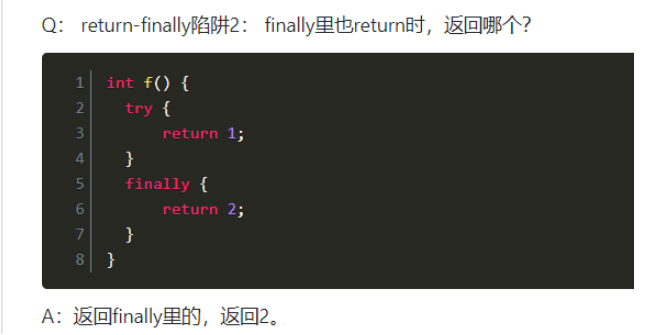 Q： return-finally陷阱2： finally里也return时，返回哪个？
1 int f() {
2 try {
3 return 1;
4 }
5 finally {
6 return 2;
7 }
8 }
A：返回finally里的，返回2。